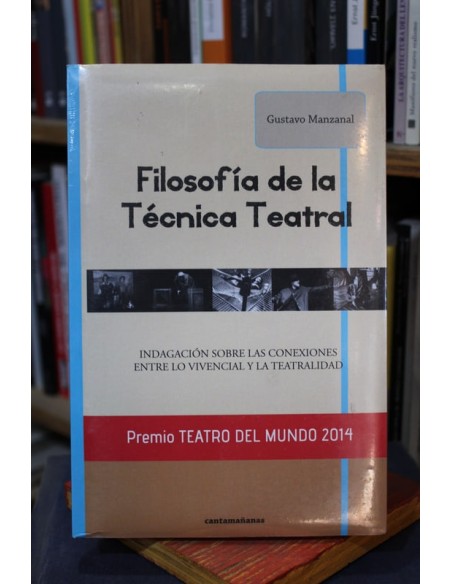 Gustavo Manzanal
Filosofía de la
Técnica Teatral
INDAGACIÓN SOBRE LAS CONEXIONES
ENTRE LO VIVENCIAL Y LA TEATRALIDAD
Premio TEATRO DEL MUNDO 2014
cantamañanas